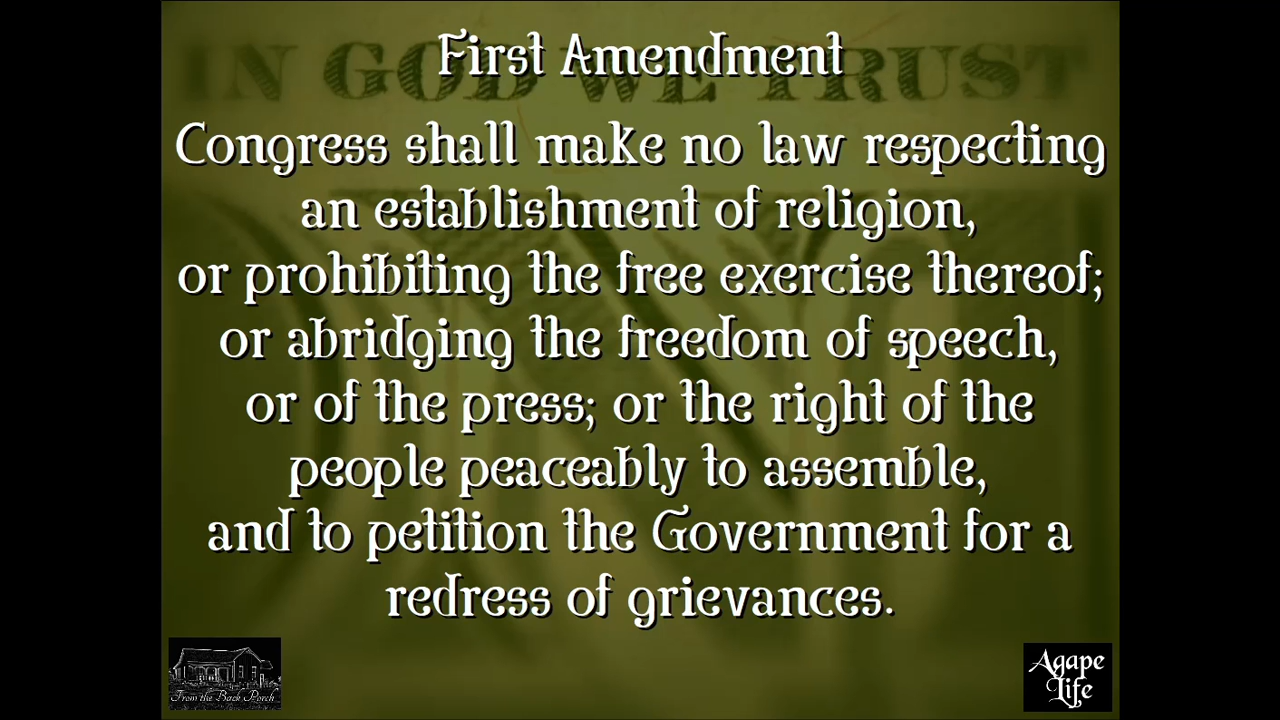 IN GOD WE TRUST
First Amendment
Congress shall make no law respecting
an establishment of religion,
or prohibiting the free exercise thereof;
or abridging the freedom of speech,
or of the press; or the right of the
people peaceably to assemble,
and to petition the Government for a
redress of grievances.
From the Back Porch
Agape
Life